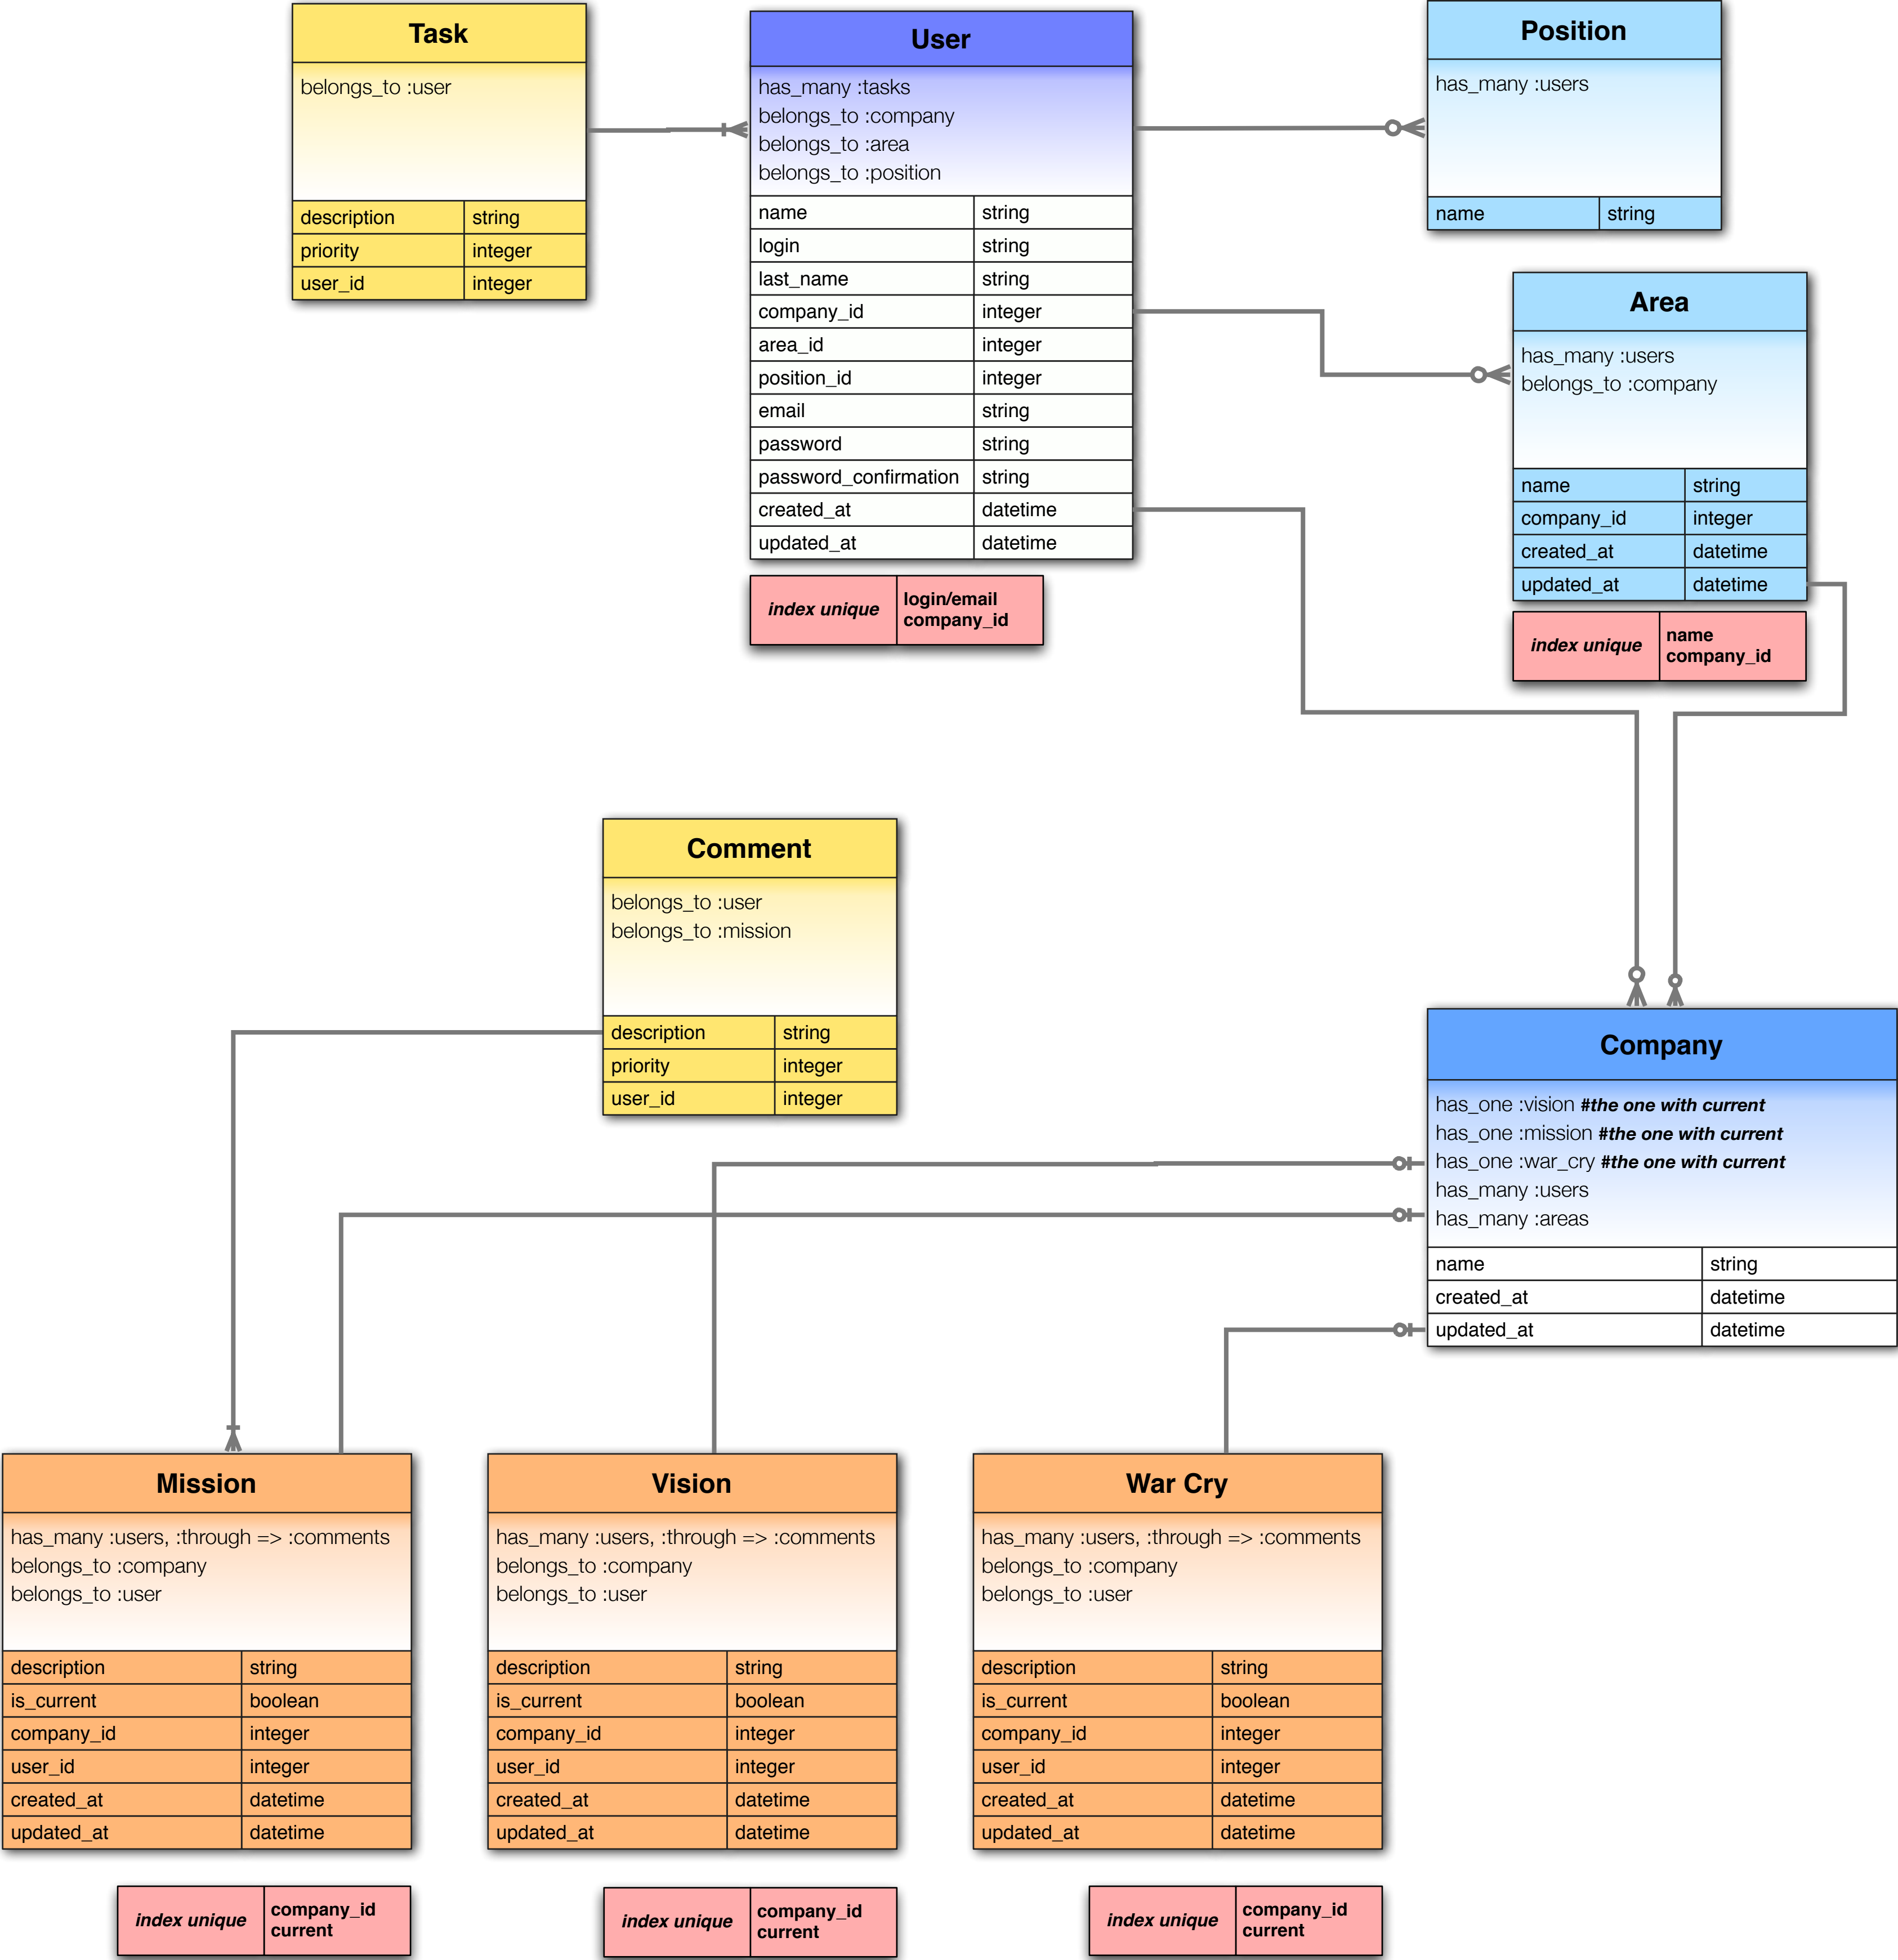 Task
belongs_to :user
description string
priority integer
user_id integer
User
has_many :tasks
belongs_to :company
belongs_to :area
belongs_to :position
name string
login string
last_name string
company_id integer
area_id integer
position_id integer
email string
password string
password_confirmation string
created_at datetime
updated_at datetime
index unique
login/email
company_id
Position
has_many :users
name string
Area
has_many :users
belongs_to :company
name string
company_id integer
created_at datetime
updated_at datetime
index unique
name
company_id
Comment
belongs_to :user
belongs_to :mission
description string
priority integer
user_id integer
Company
has_one :vision #the one with current
has_one :mission #the one with current
has_one :war_cry #the one with current
has_many :users
has_many :areas
name string
created_at datetime
updated_at datetime
Mission
has_many :users, :through => :comments
belongs_to :company
belongs_to :user
description string
is_current boolean
company_id integer
user_id integer
created_at datetime
updated_at datetime
index unique
company_id
current
Vision
has_many :users, :through => :comments
belongs_to :company
belongs_to :user
description string
is_current boolean
company_id integer
user_id integer
created_at datetime
updated_at datetime
index unique
company_id
current
War Cry
has_many :users, :through => :comments
belongs_to :company
belongs_to :user
description string
is_current boolean
company_id integer
user_id integer
created_at datetime
updated_at datetime
index unique
company_id
current